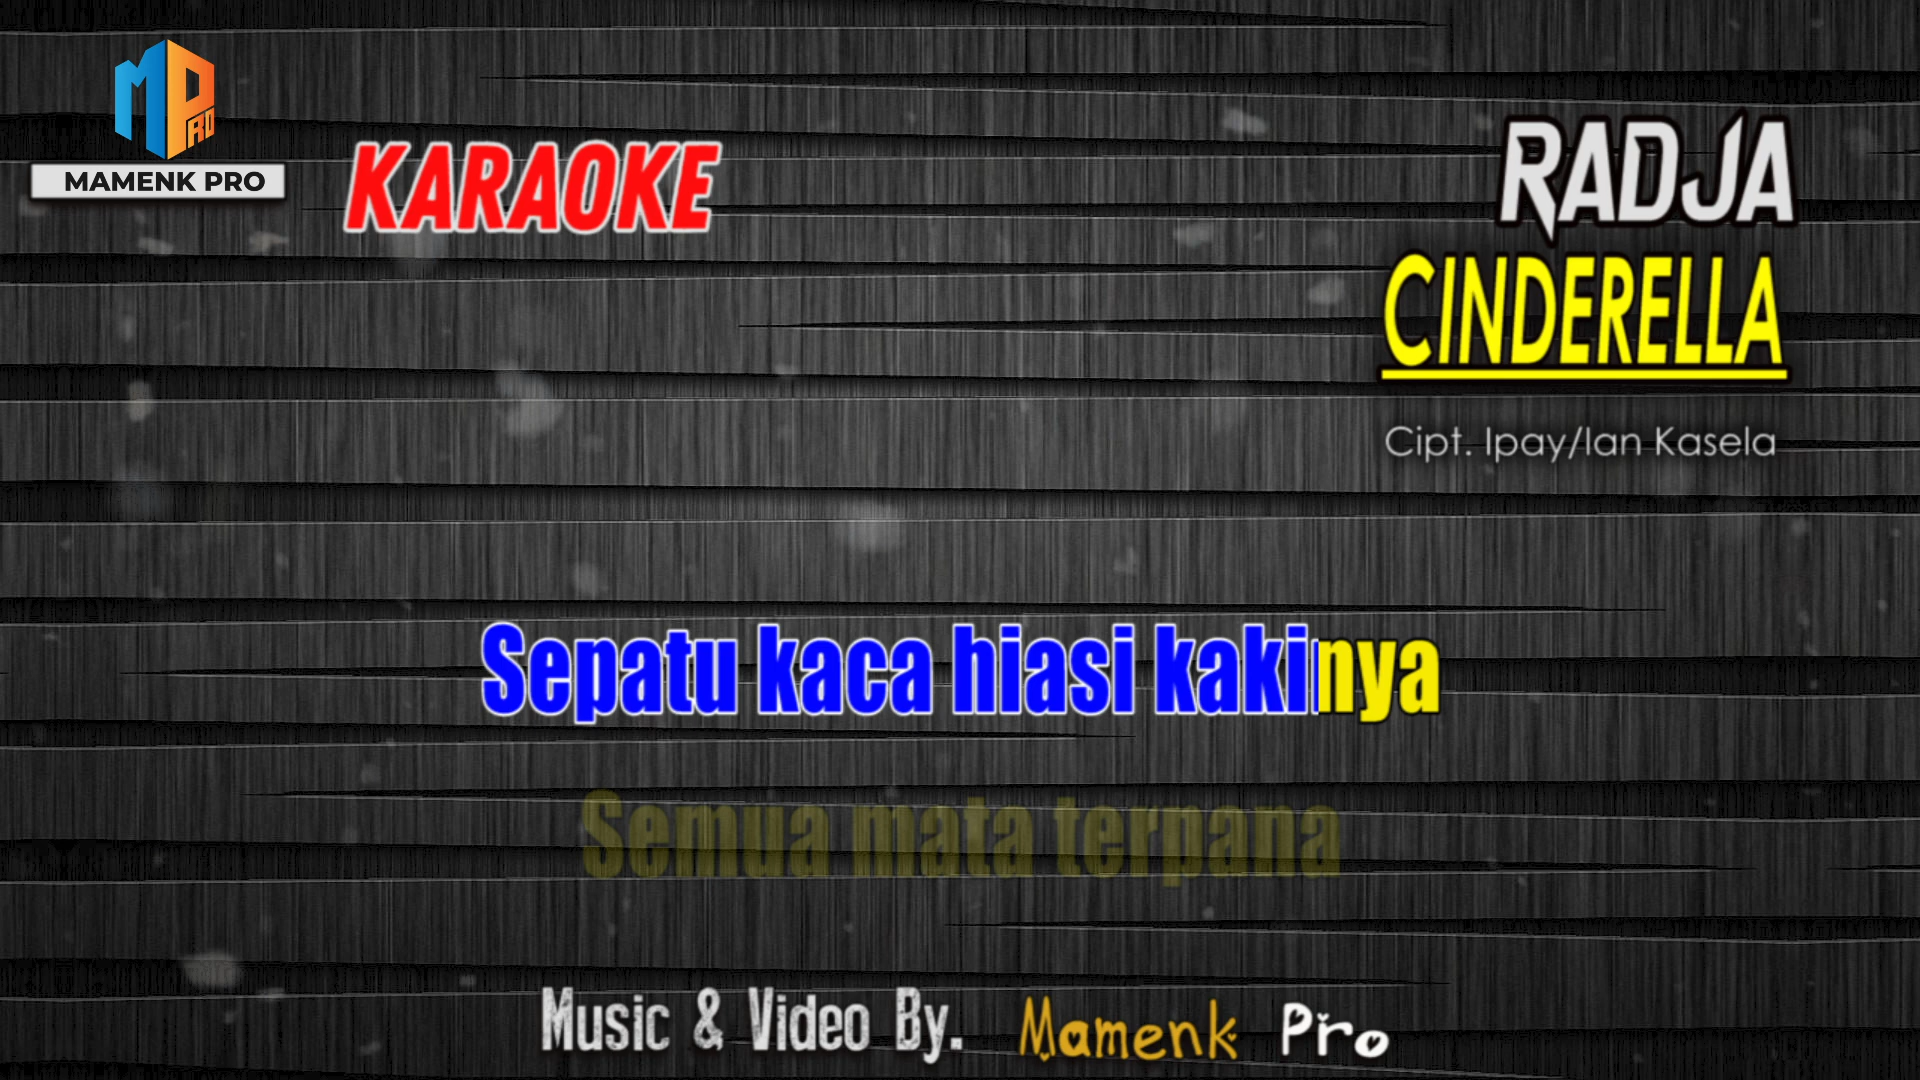 MPRO
MAMENK PRO
KARAOKE
RADJA
CINDERELLA
Cipt. Ipay/Ian Kasela
Sepatu kaca hiasi kakinya
Semua mata terpana
Music & Video By. Mamenk Pro